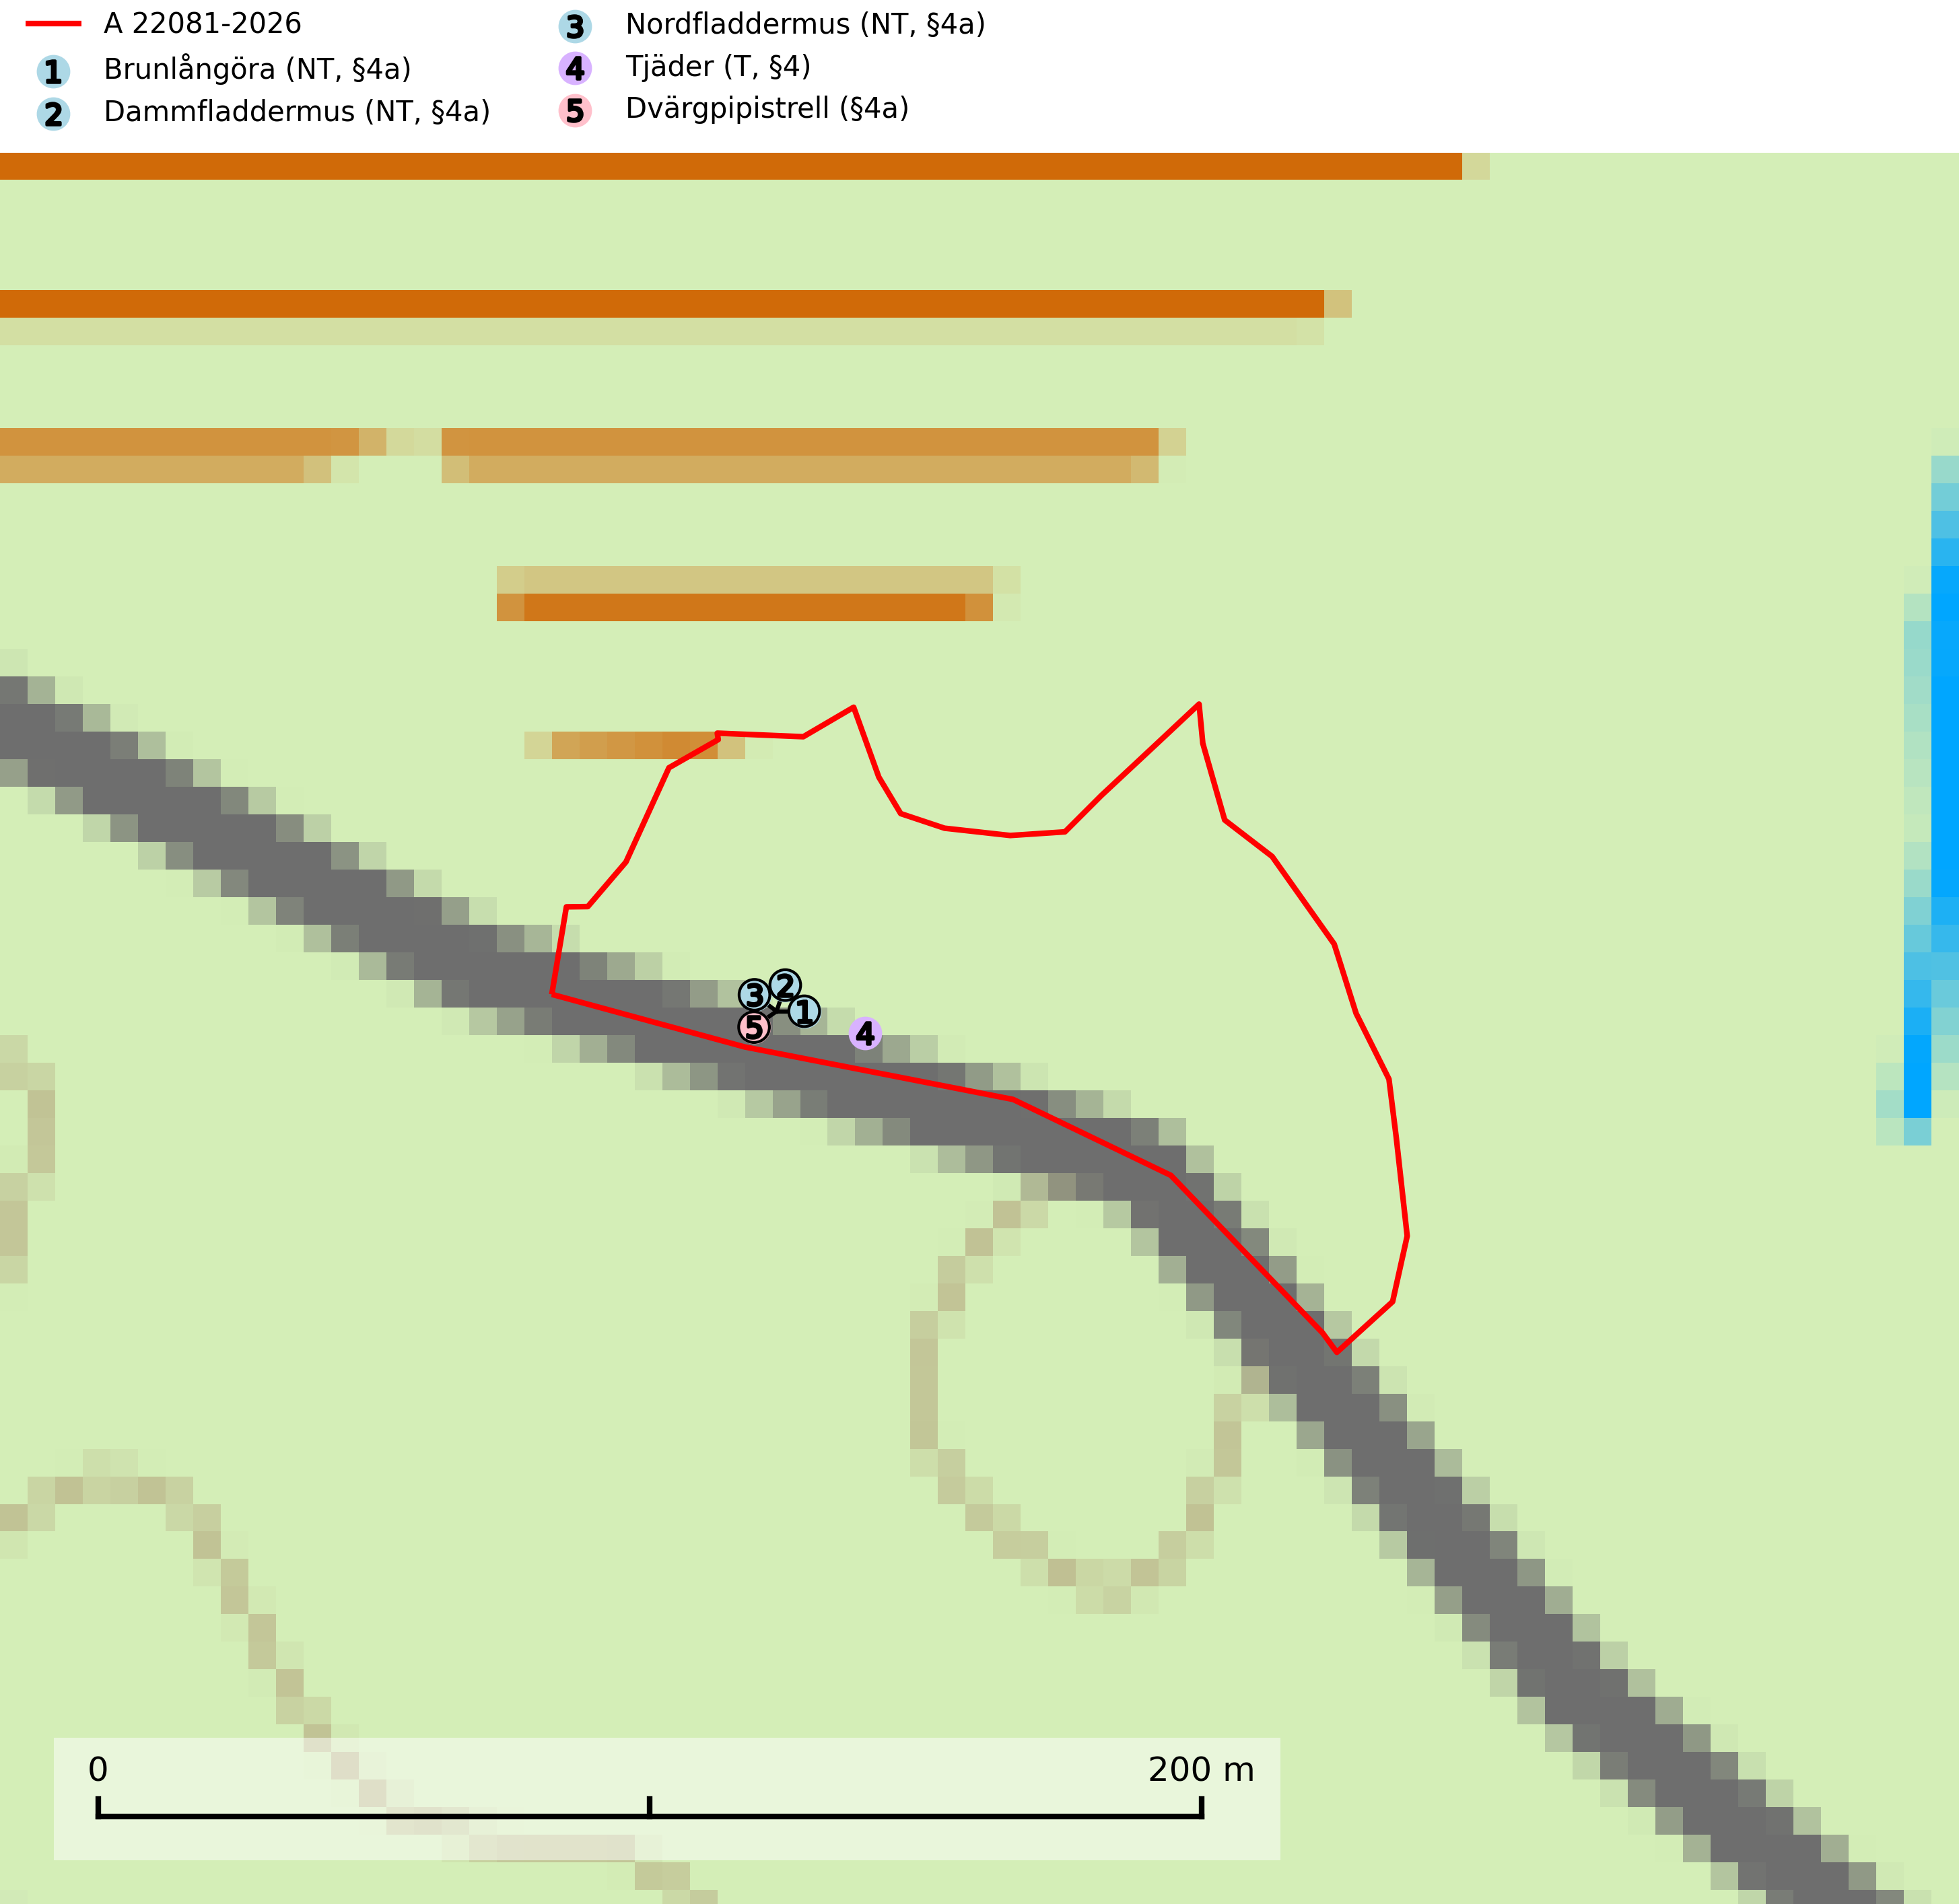 A 22081-2026
1 Brunlångöra (NT, §4a)
2 Dammfladdermus (NT, §4a)
3 Nordfladdermus (NT, §4a)
4 Tjäder (T, §4)
5 Dvärgpipistrell (§4a)
3 2 1
5 4
0 200 m